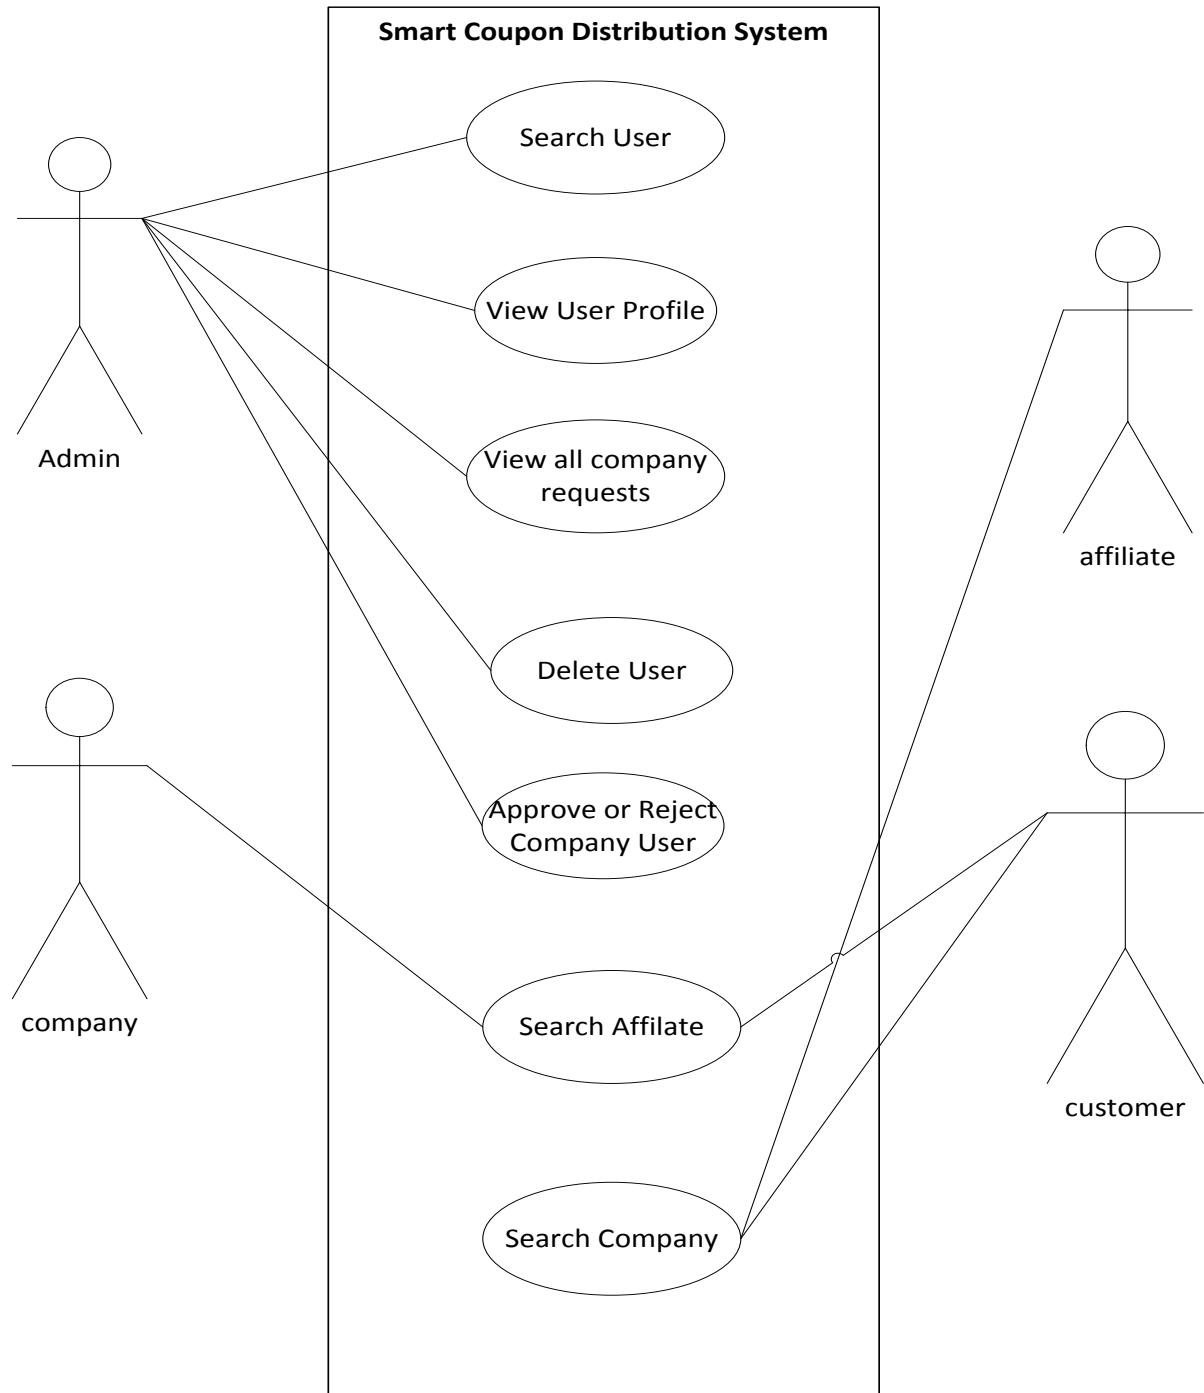 Smart Coupon Distribution System
Search User
View User Profile
Admin
View all company
requests
affiliate
Delete User
Approve or Reject
Company User
company
Search Affilate
customer
Search Company